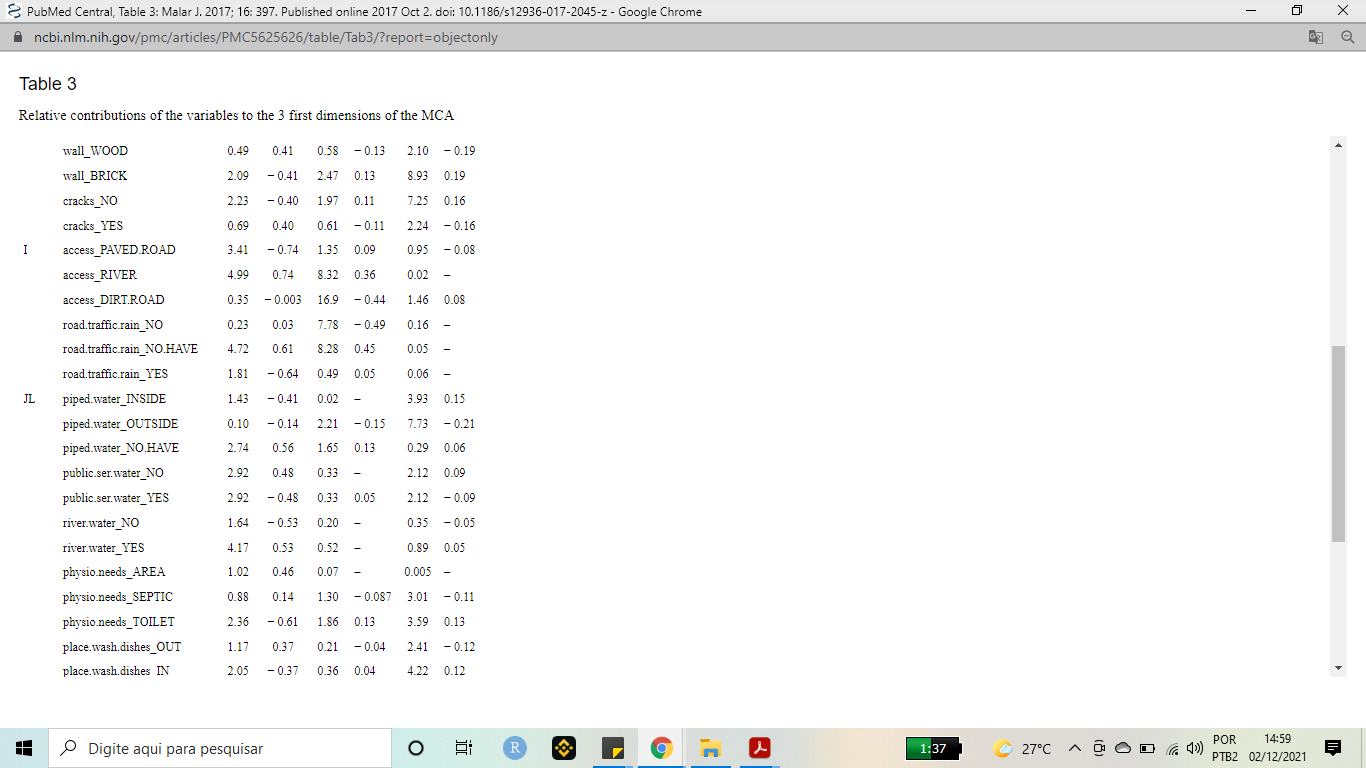 PubMed Central, Table 3: Malar J. 2017; 16: 397. Published online 2017 Oct 2. doi: 10.1186/s12936-017-2045-z - Google Chrome
ncbi.nlm.nih.gov/pmc/articles/PMC5625626/table/Tab3/?report=objectonly
Table 3
Relative contributions of the variables to the 3 first dimensions of the MCA
wall_WOOD 0.49 0.41 0.58 − 0.13 2.10 − 0.19
wall_BRICK 2.09 − 0.41 2.47 0.13 8.93 0.19
cracks_NO 2.23 − 0.40 1.97 0.11 7.25 0.16
cracks_YES 0.69 0.40 0.61 − 0.11 2.24 − 0.16
I access_PAVED.ROAD 3.41 − 0.74 1.35 0.09 0.95 − 0.08
access_RIVER 4.99 0.74 8.32 0.36 0.02 –
access_DIRT.ROAD 0.35 − 0.003 16.9 − 0.44 1.46 0.08
road.traffic.rain_NO 0.23 0.03 7.78 − 0.49 0.16 –
road.traffic.rain_NO.HAVE 4.72 0.61 8.28 0.45 0.05 –
road.traffic.rain_YES 1.81 − 0.64 0.49 0.05 0.06 –
JL piped.water_INSIDE 1.43 − 0.41 0.02 – 3.93 0.15
piped.water_OUTSIDE 0.10 − 0.14 2.21 − 0.15 7.73 − 0.21
piped.water_NO.HAVE 2.74 0.56 1.65 0.13 0.29 0.06
public.ser.water_NO 2.92 0.48 0.33 – 2.12 0.09
public.ser.water_YES 2.92 − 0.48 0.33 0.05 2.12 − 0.09
river.water_NO 1.64 − 0.53 0.20 – 0.35 − 0.05
river.water_YES 4.17 0.53 0.52 – 0.89 0.05
physio.needs_AREA 1.02 0.46 0.07 – 0.005 –
physio.needs_SEPTIC 0.88 0.14 1.30 − 0.087 3.01 − 0.11
physio.needs_TOILET 2.36 − 0.61 1.86 0.13 3.59 0.13
place.wash.dishes_OUT 1.17 0.37 0.21 − 0.04 2.41 − 0.12
place.wash.dishes_IN 2.05 − 0.37 0.36 0.04 4.22 0.12
Digite aqui para pesquisar
R
1:37
27°C
POR
PTB2
14:59
02/12/2021